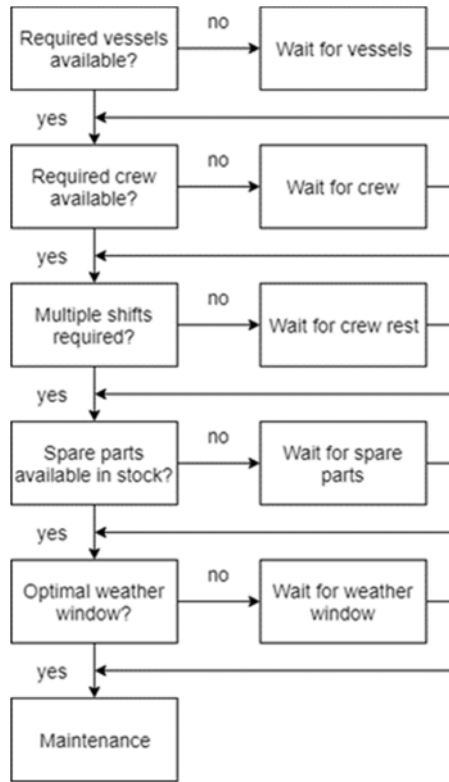 Required vessels
available?
no
Wait for vessels
yes
Required crew
available?
no
Wait for crew
yes
Multiple shifts
required?
no
Wait for crew rest
yes
Spare parts
available in stock?
no
Wait for spare
parts
yes
Optimal weather
window?
no
Wait for weather
window
yes
Maintenance